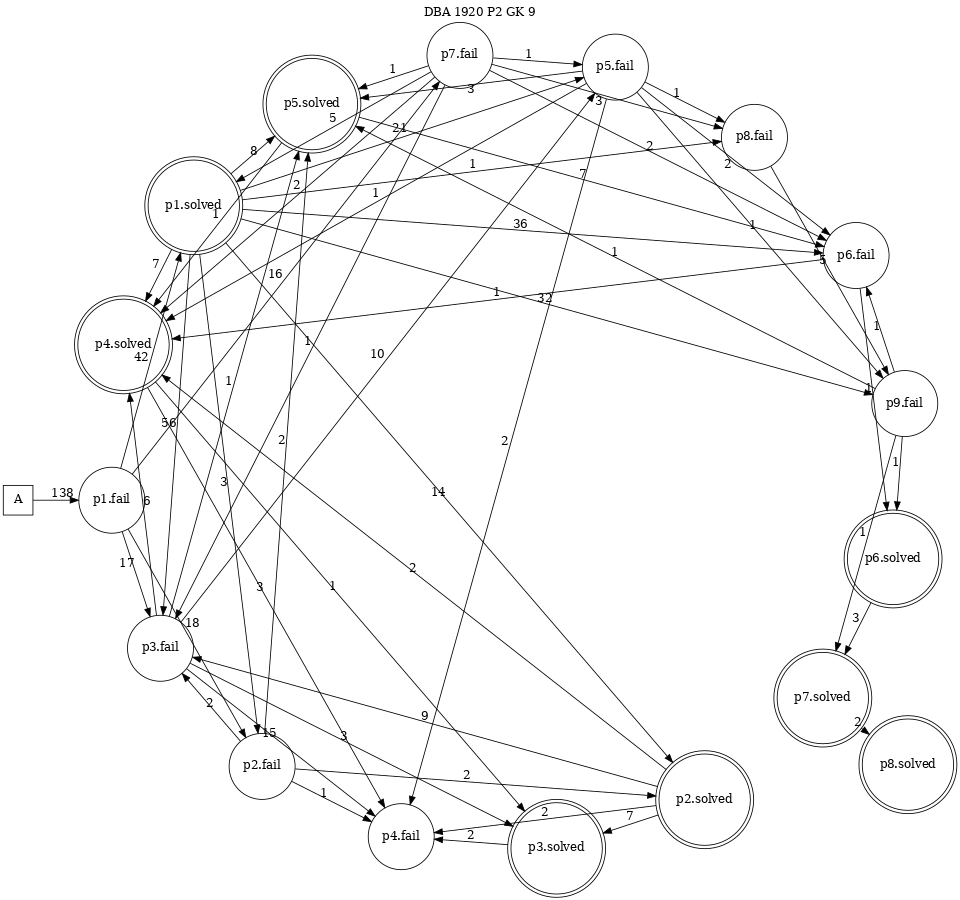 DBA 1920 P2 GK 9
p7.fail
1
p5.fail
1
3
p5.solved
1
3
5
21
p8.fail
8
2
1
2
2
7
p1.solved
1
1
36
1
p6.fail
7
16
1
5
1
32
1
p4.solved
42
1
10
1
1
p9.fail
56
2
2
1
A
138
p1.fail
6
3
14
1
p6.solved
17
3
1
2
3
18
p3.fail
2
9
p7.solved
15
3
2
p2.fail
2
p8.solved
1
2
7
p2.solved
p4.fail
2
p3.solved